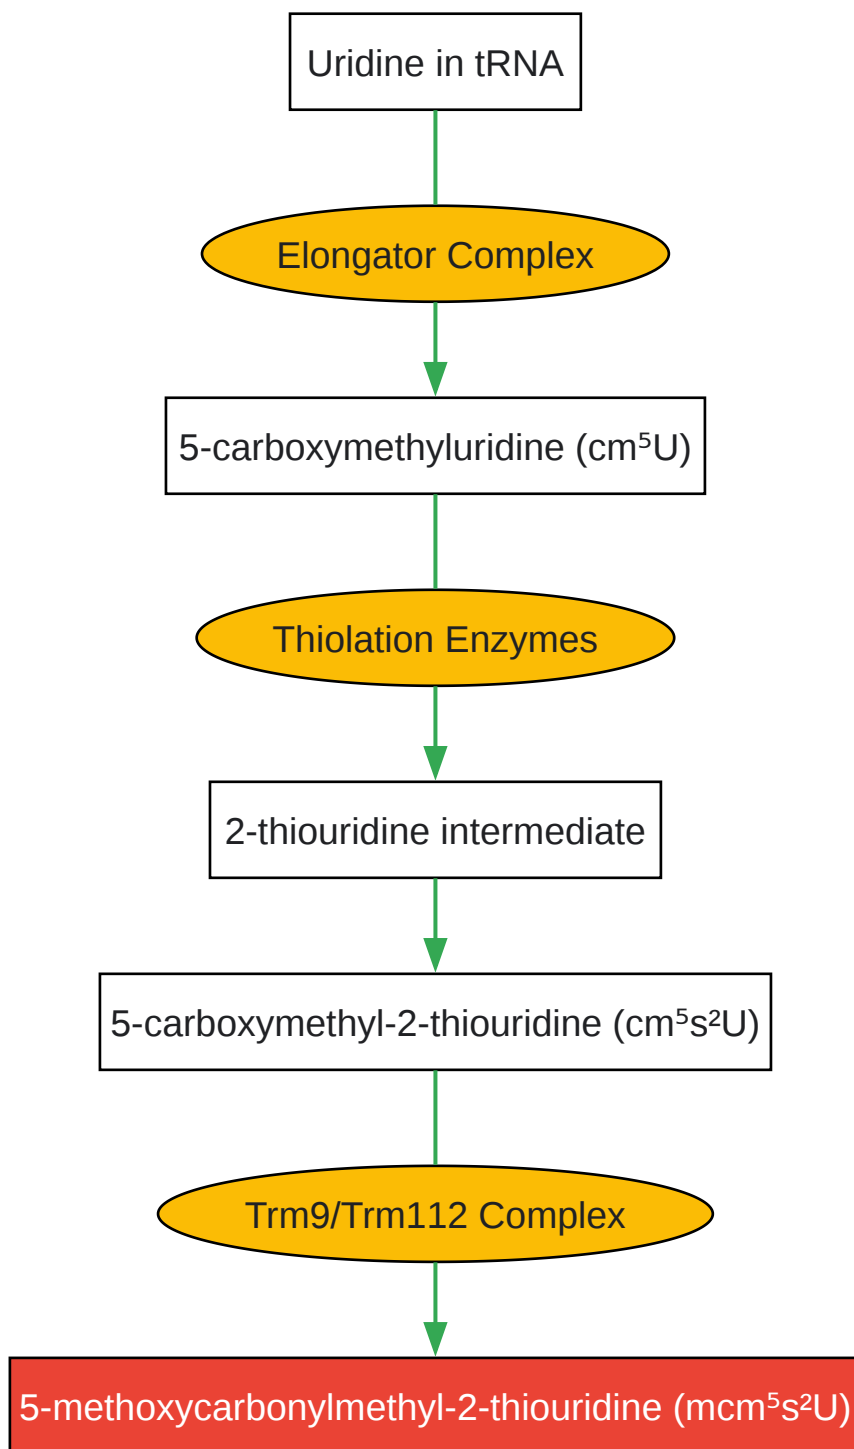 Uridine in tRNA
Elongator Complex
5-carboxymethyluridine (cm⁵U)
Thiolation Enzymes
2-thiouridine intermediate
5-carboxymethyl-2-thiouridine (cm⁵s²U)
Trm9/Trm112 Complex
5-methoxycarbonylmethyl-2-thiouridine (mcm⁵s²U)